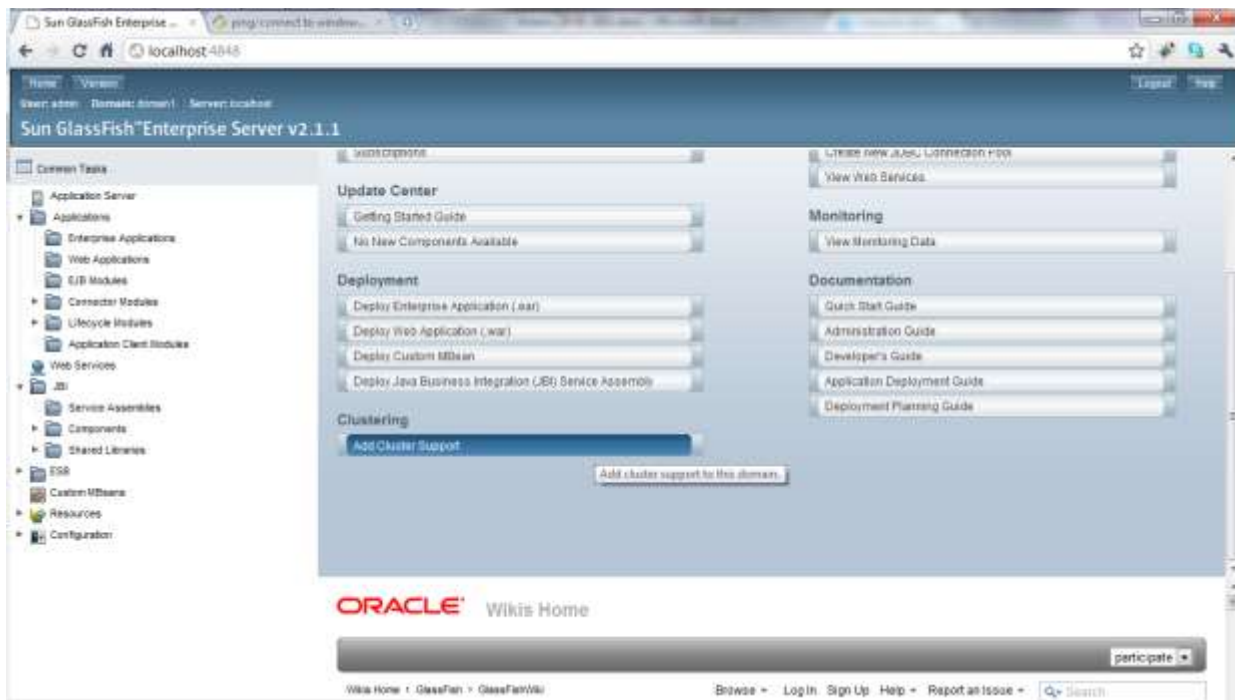 Sun GlassFish Enterprise ...
ping/connect to window...
localhost:4848
Home Version
Logout Help
User: admin Domain: domain1 Server: localhost
Sun GlassFish™ Enterprise Server v2.1.1
Common Tasks
Application Server
Applications
Enterprise Applications
Web Applications
EJB Modules
Connector Modules
Lifecycle Modules
Application Client Modules
Web Services
JBI
Service Assemblies
Components
Shared Libraries
ESB
Custom MBeans
Resources
Configuration
Subscriptions
Update Center
Getting Started Guide
No New Components Available
Deployment
Deploy Enterprise Application (.ear)
Deploy Web Application (.war)
Deploy Custom MBean
Deploy Java Business Integration (JBI) Service Assembly
Clustering
Add Cluster Support
Add cluster support to this domain.
Create New JDBC Connection Pool
View Web Services
Monitoring
View Monitoring Data
Documentation
Quick Start Guide
Administration Guide
Developer's Guide
Application Deployment Guide
Deployment Planning Guide
ORACLE Wikis Home
participate
Wikis Home > GlassFish > GlassFishWiki
Browse Log In Sign Up Help Report an Issue Search